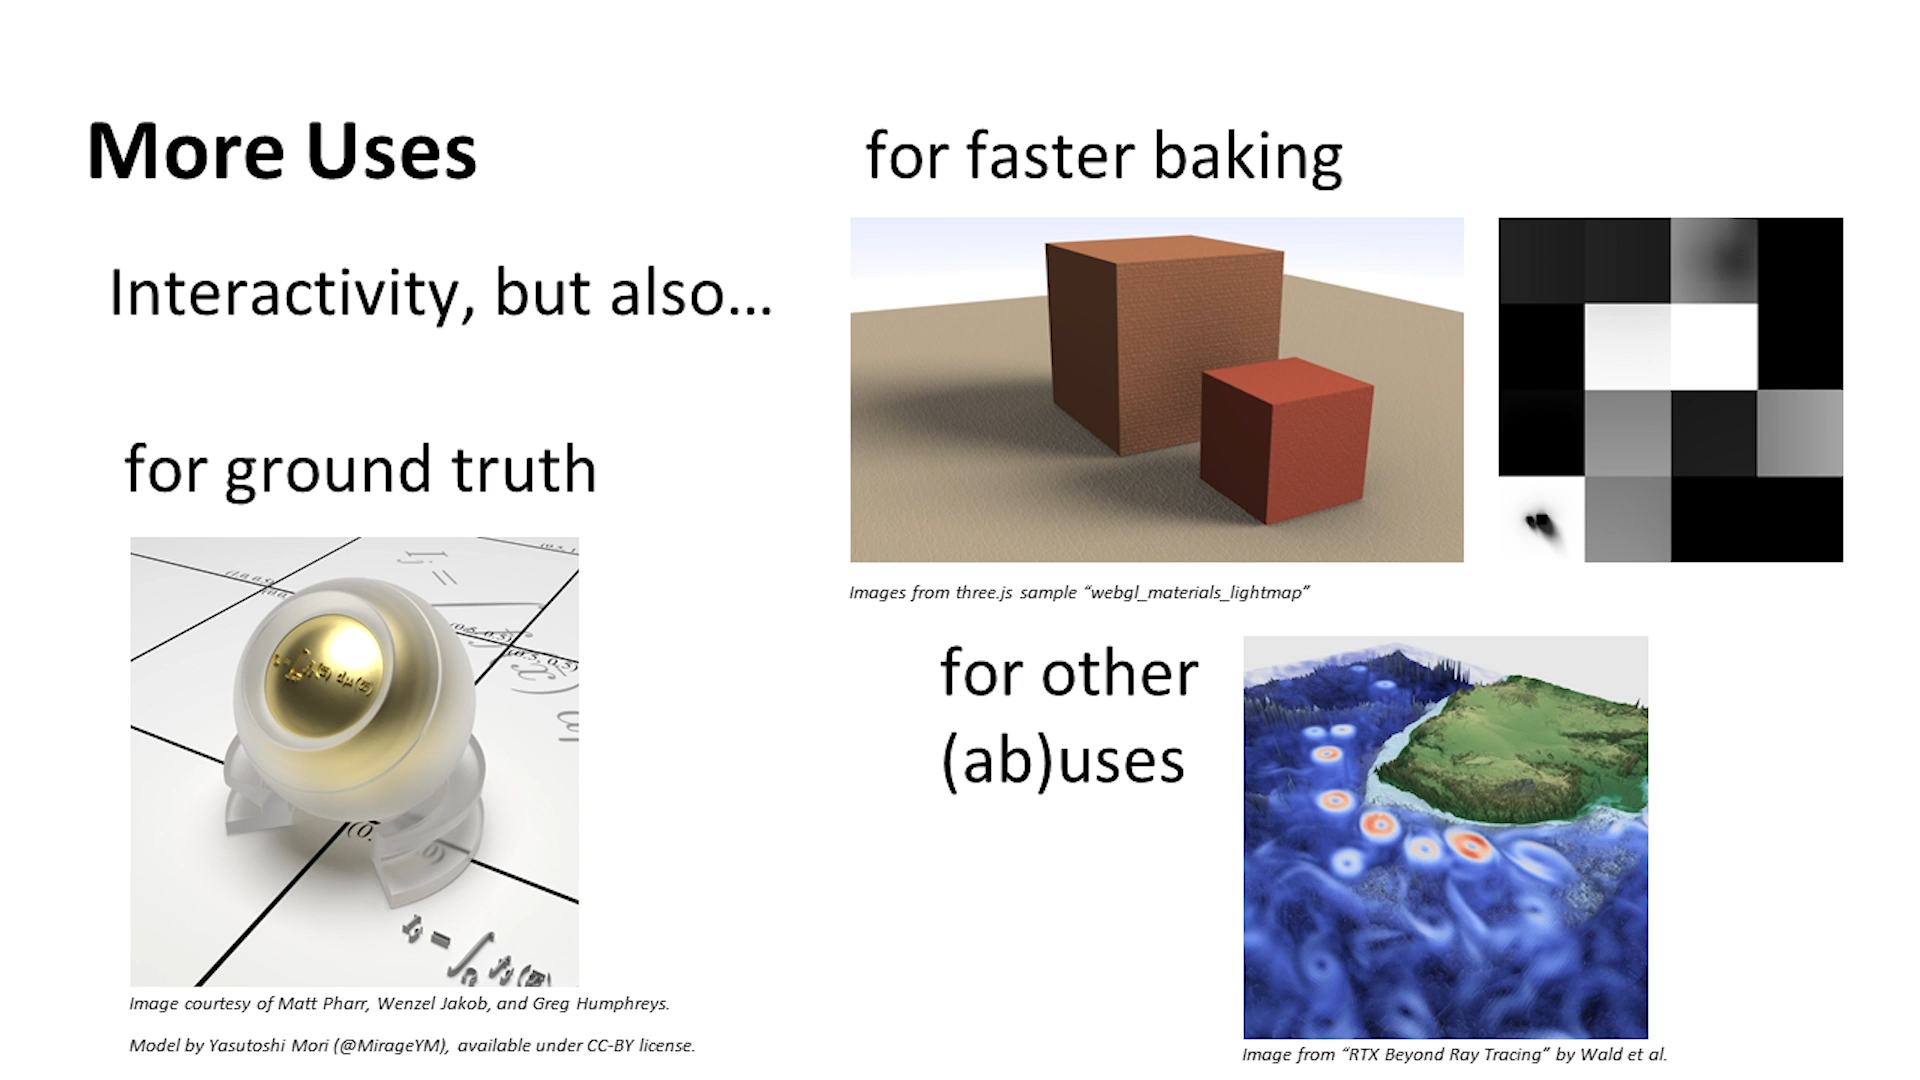 More Uses
Interactivity, but also...
for ground truth
Image courtesy of Matt Pharr, Wenzel Jakob, and Greg Humphreys.
Model by Yasutoshi Mori (@MirageYM), available under CC-BY license.
for faster baking
Images from three.js sample “webgl_materials_lightmap”
for other
(ab)uses
Image from “RTX Beyond Ray Tracing” by Wald et al.